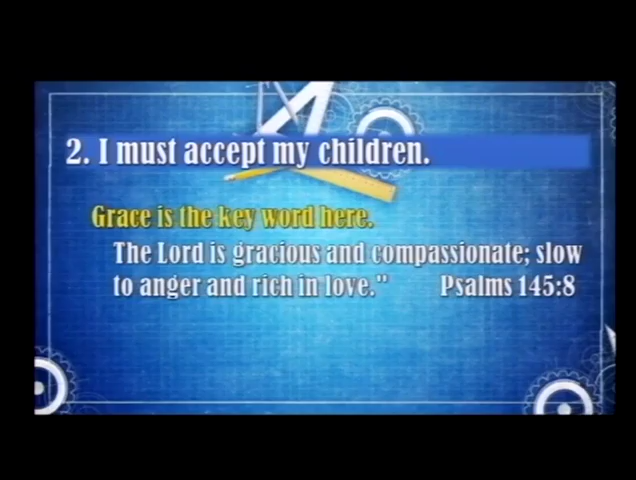 2. I must accept my children.
Grace is the key word here.
The Lord is gracious and compassionate; slow
to anger and rich in love." Psalms 145:8